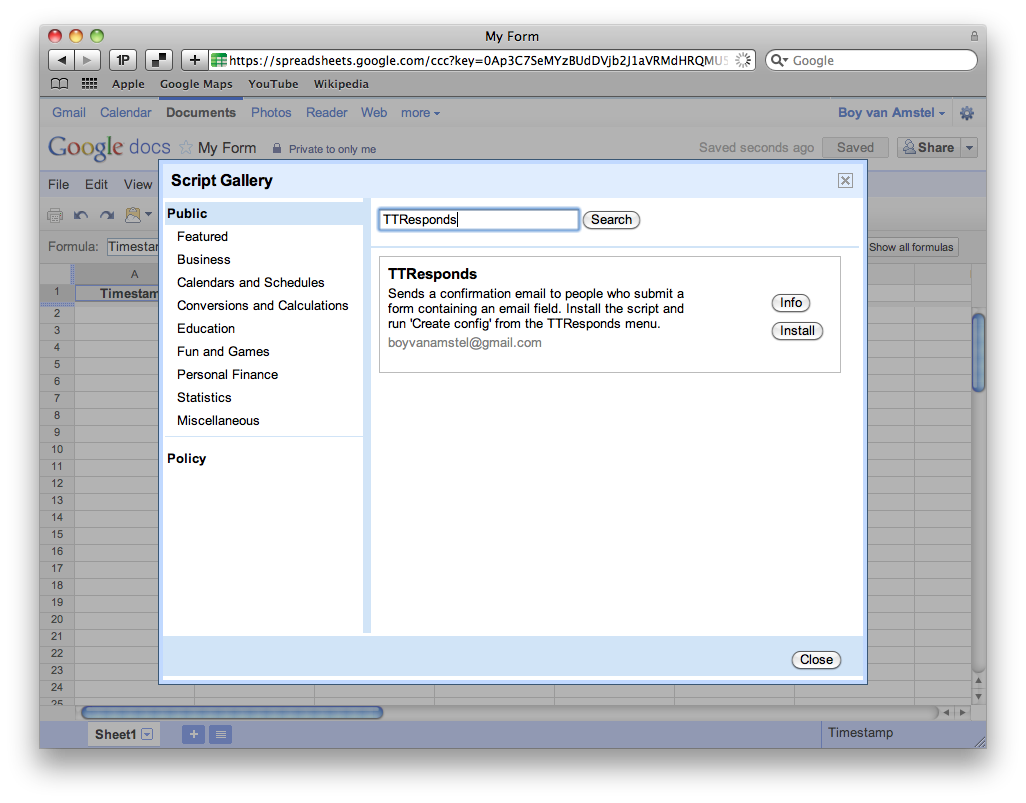 My Form
1P
+
https://spreadsheets.google.com/ccc?key=0Ap3C7SeMYzBUdDVjb2J1aVRMdHRQMU5
Google
Apple Google Maps YouTube Wikipedia
Gmail Calendar Documents Photos Reader Web more
Boy van Amstel
Google docs My Form Private to only me
Saved seconds ago Saved Share
File Edit View
Script Gallery
Formula: Timestam
Show all formulas
A
1 Timestam
2
3
4
5
6
7
8
9
10
11
12
13
14
15
16
17
18
19
20
21
22
23
24
25
Public
Featured
Business
Calendars and Schedules
Conversions and Calculations
Education
Fun and Games
Personal Finance
Statistics
Miscellaneous
Policy
TTResponds
Search
TTResponds
Sends a confirmation email to people who submit a
form containing an email field. Install the script and
run 'Create config' from the TTResponds menu.
boyvanamstel@gmail.com
Info
Install
Close
Sheet1
+
Timestamp